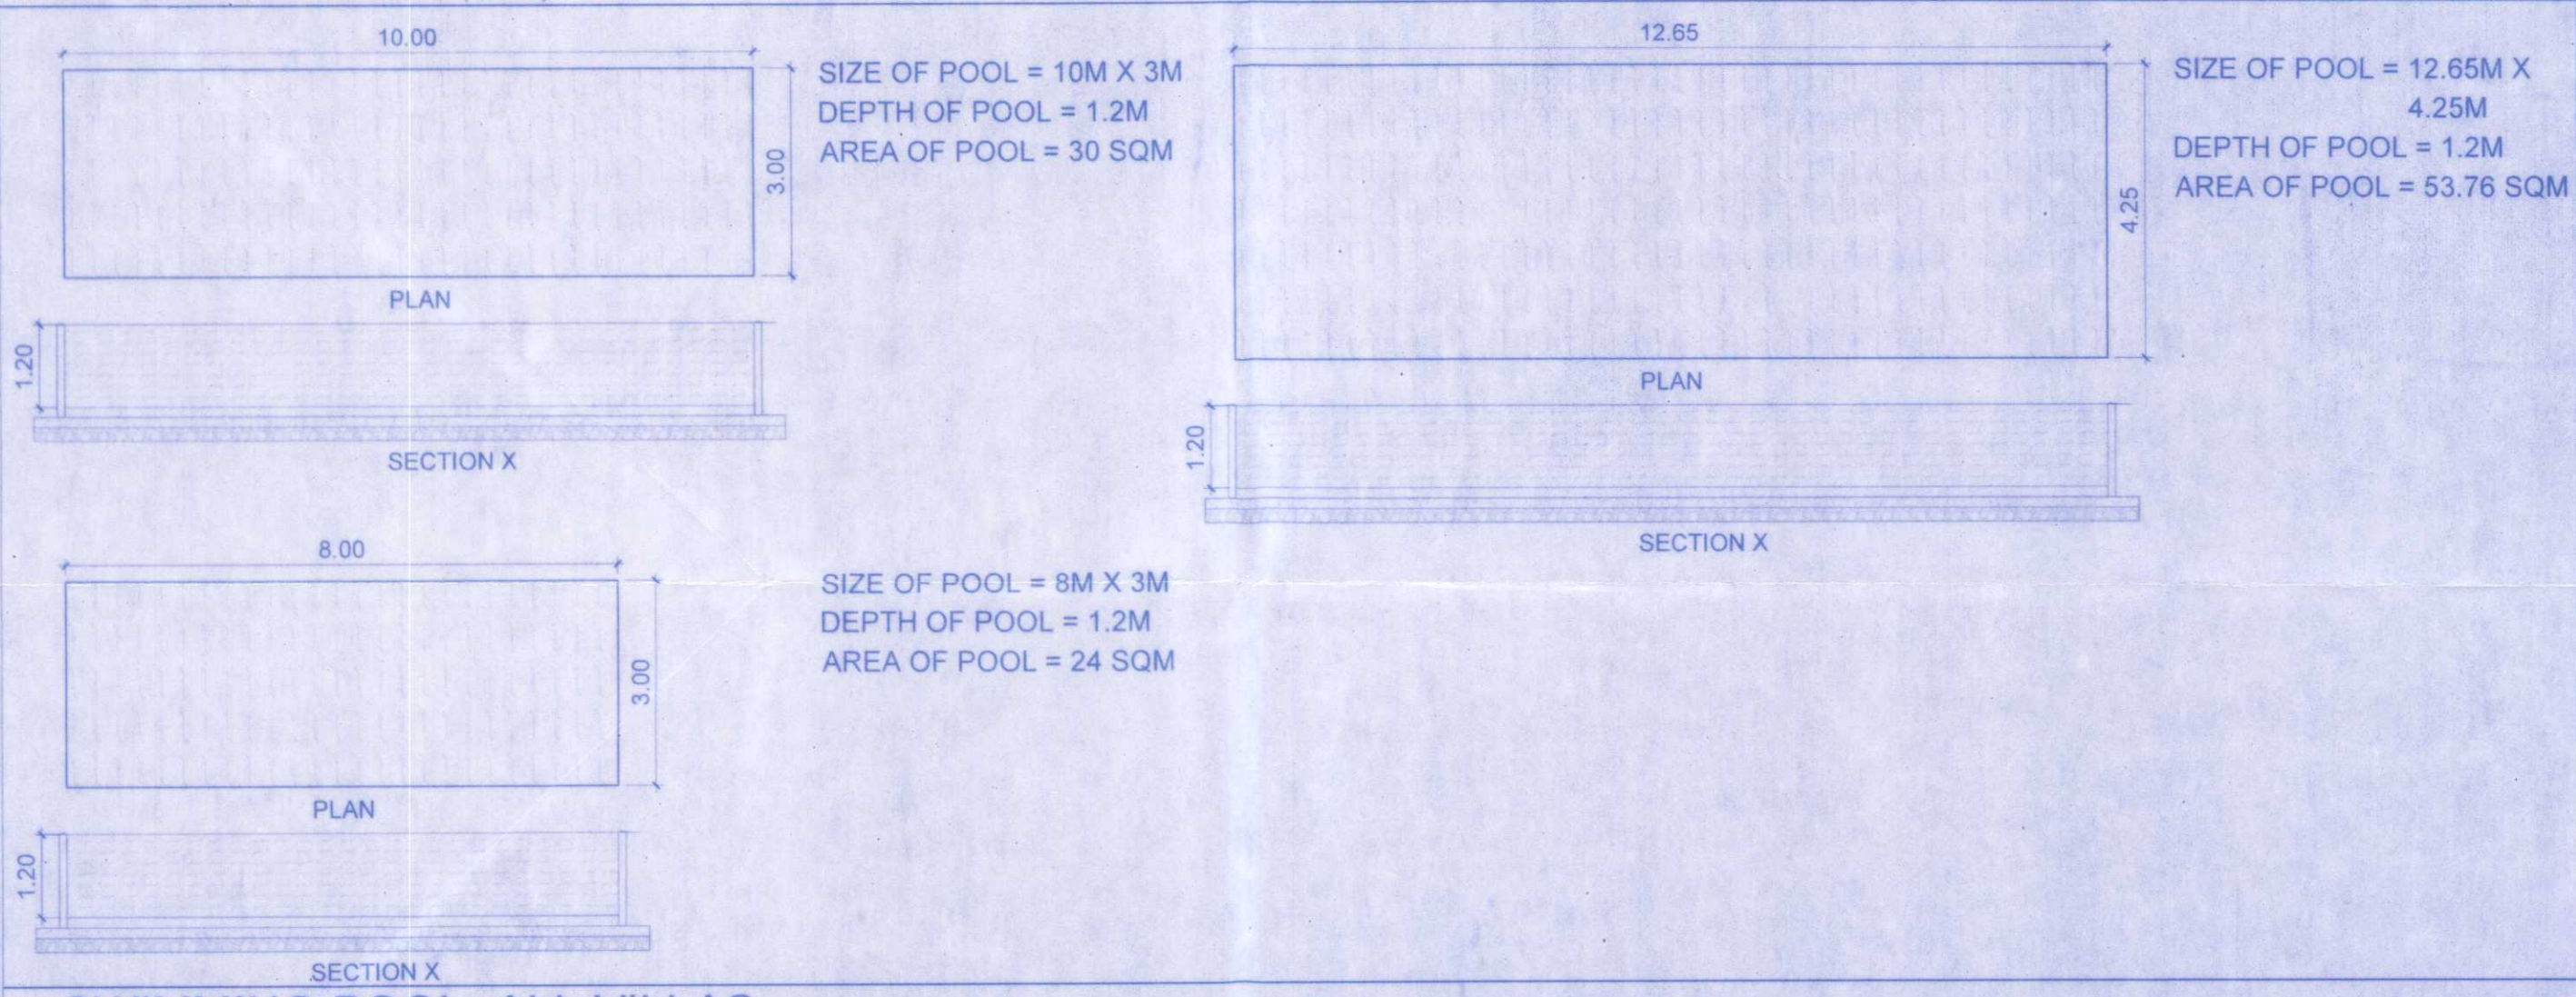 10.00
SIZE OF POOL = 10M X 3M
DEPTH OF POOL = 1.2M
AREA OF POOL = 30 SQM
3.00
PLAN
1.20
SECTION X
12.65
SIZE OF POOL = 12.65M X
4.25M
DEPTH OF POOL = 1.2M
AREA OF POOL = 53.76 SQM
4.25
PLAN
1.20
SECTION X
8.00
SIZE OF POOL = 8M X 3M
DEPTH OF POOL = 1.2M
AREA OF POOL = 24 SQM
3.00
PLAN
1.20
SECTION X